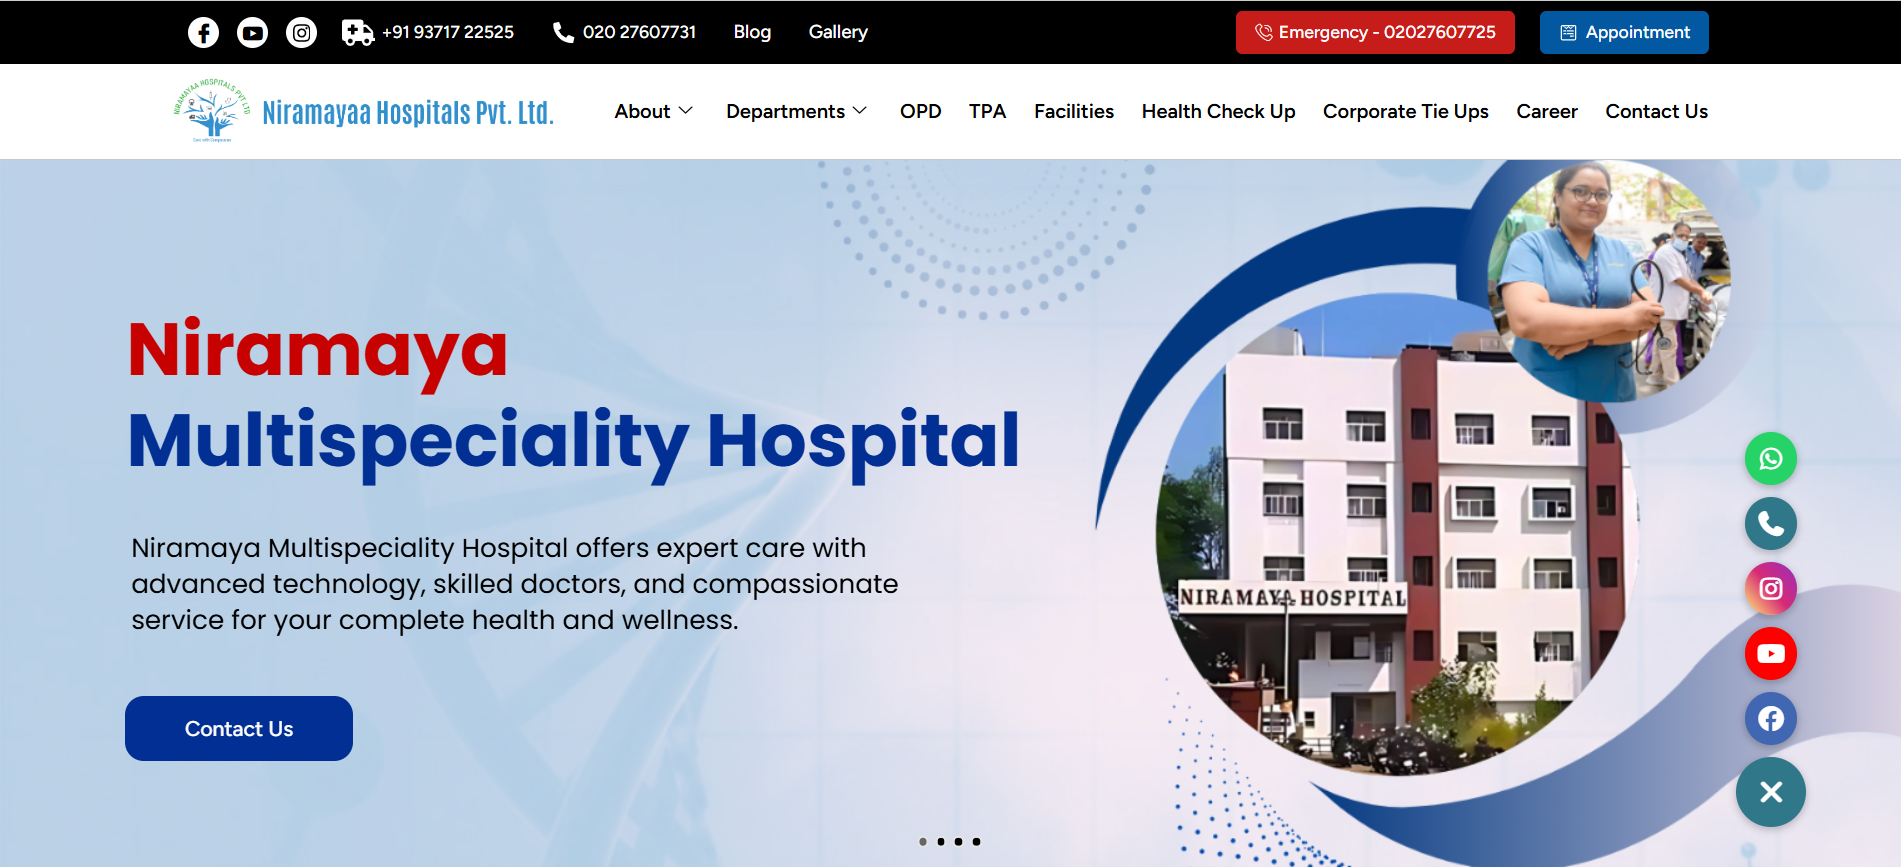 +91 93717 22525
020 27607731
Blog
Gallery
Emergency - 02027607725
Appointment
NIRAMAYAA HOSPITALS PVT LTD
Niramayaa Hospitals Pvt. Ltd.
About
Departments
OPD
TPA
Facilities
Health Check Up
Corporate Tie Ups
Career
Contact Us
Niramaya
Multispeciality Hospital
Niramaya Multispeciality Hospital offers expert care with
advanced technology, skilled doctors, and compassionate
service for your complete health and wellness.
Contact Us
NIRAMAYA HOSPITAL